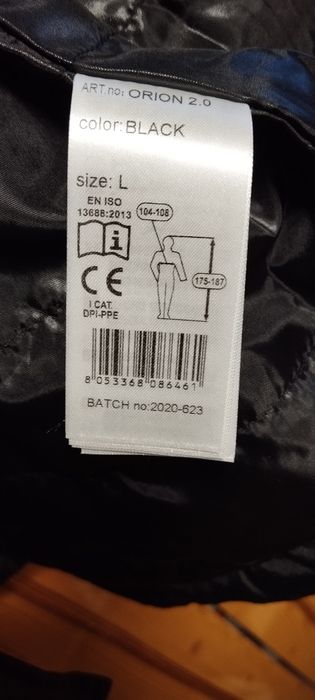 ART.no: ORION 2.0
color: BLACK
size: L
EN ISO
13688:2013
104-108
i
175-187
CE
I CAT.
DPI-PPE
8 053368 086461
BATCH no:2020-623